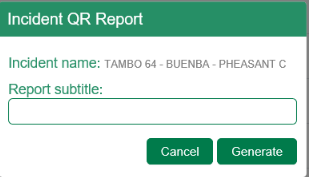 Incident QR Report
Incident name: TAMBO 64 - BUENBA - PHEASANT C
Report subtitle:
Cancel Generate